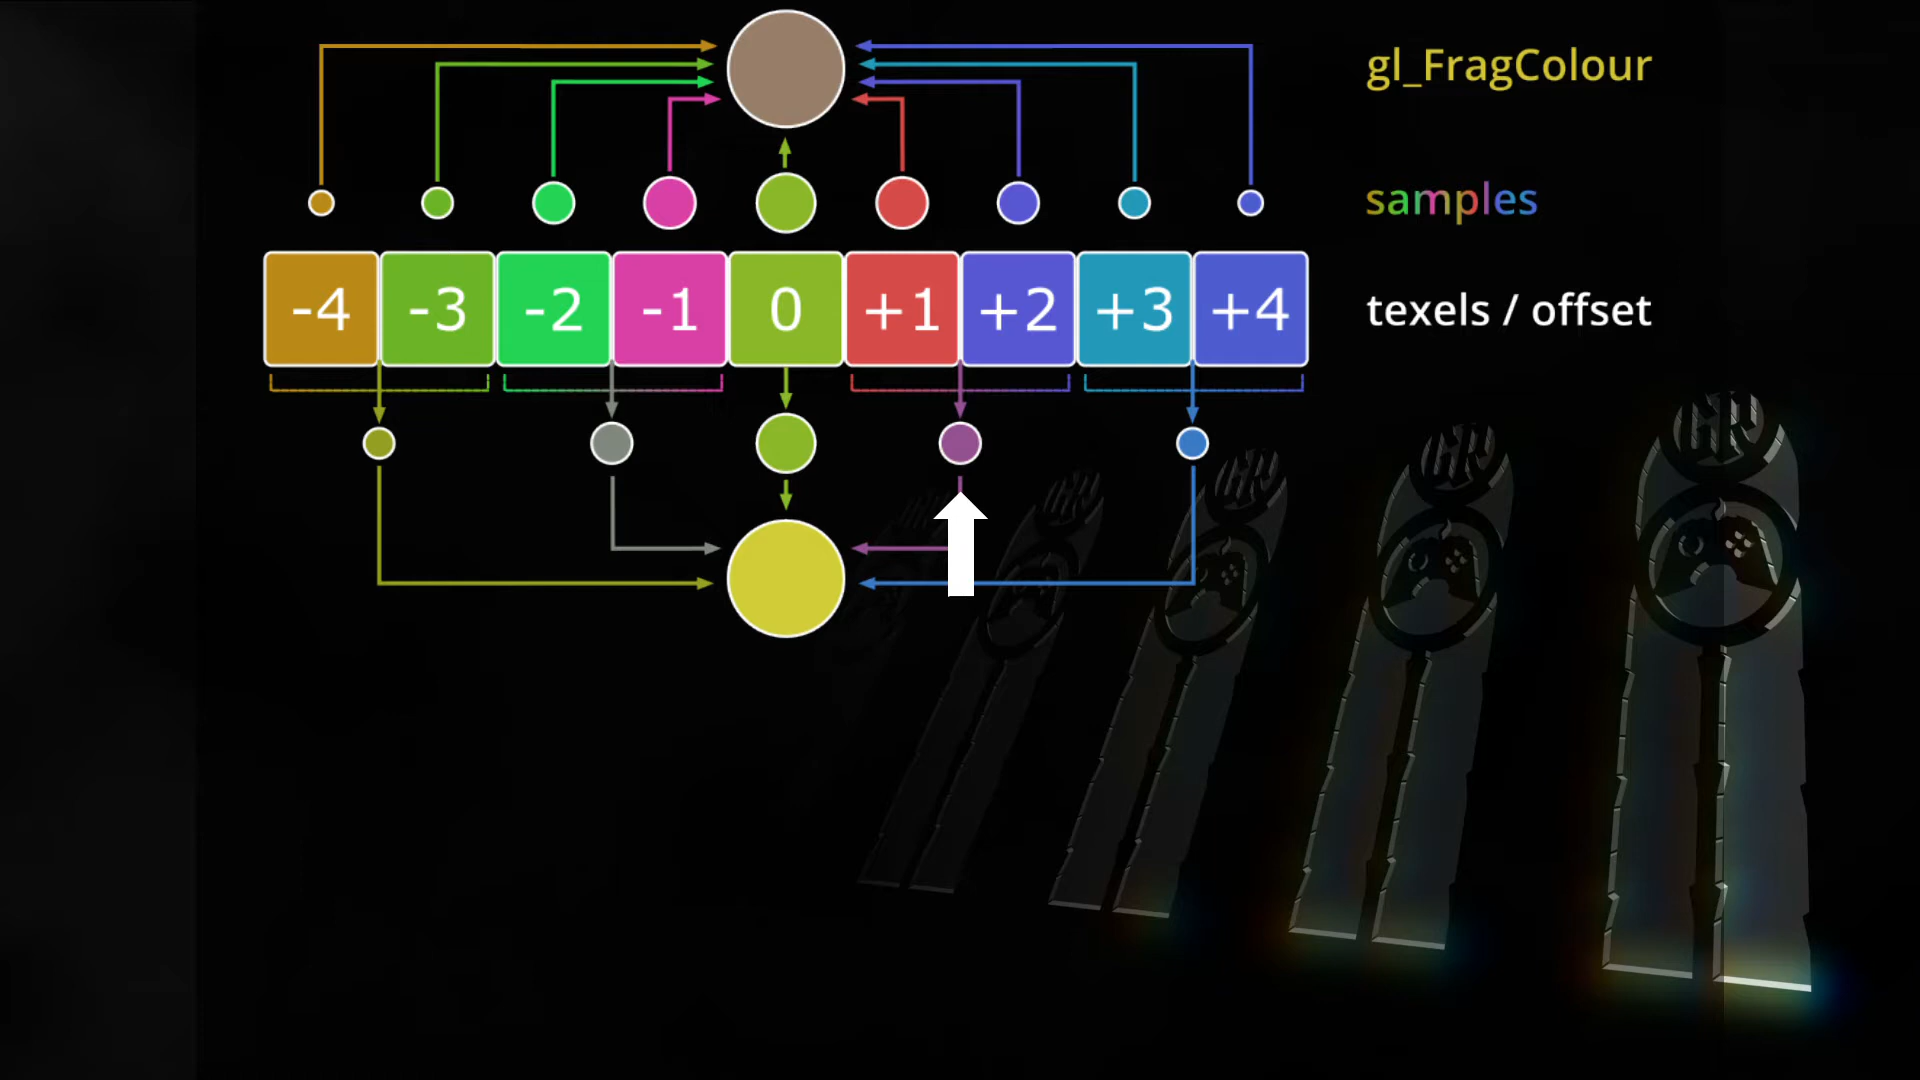 gl_FragColour
samples
-4 -3 -2 -1 0 +1 +2 +3 +4 texels / offset